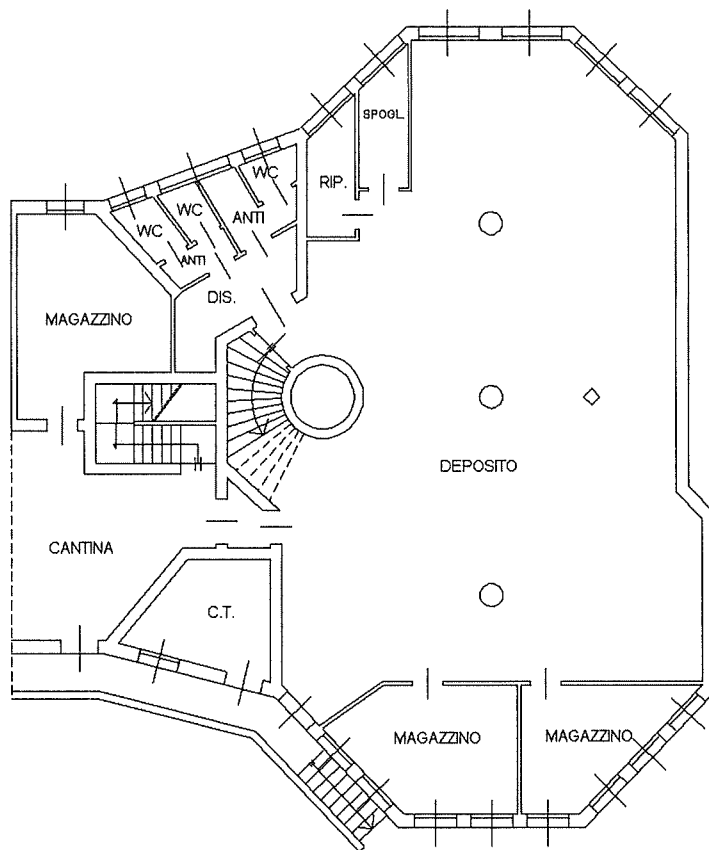 SPOGL.
WC
RIP.
WC
WC
ANTI
ANTI
DIS.
MAGAZZINO
DEPOSITO
CANTINA
C.T.
MAGAZZINO
MAGAZZINO